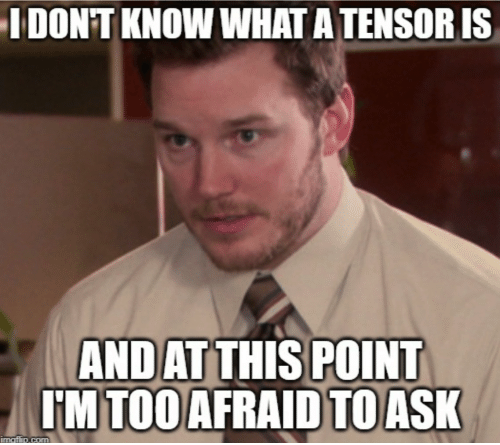 I DON'T KNOW WHAT A TENSOR IS
AND AT THIS POINT
I'M TOO AFRAID TO ASK
imgflip.com